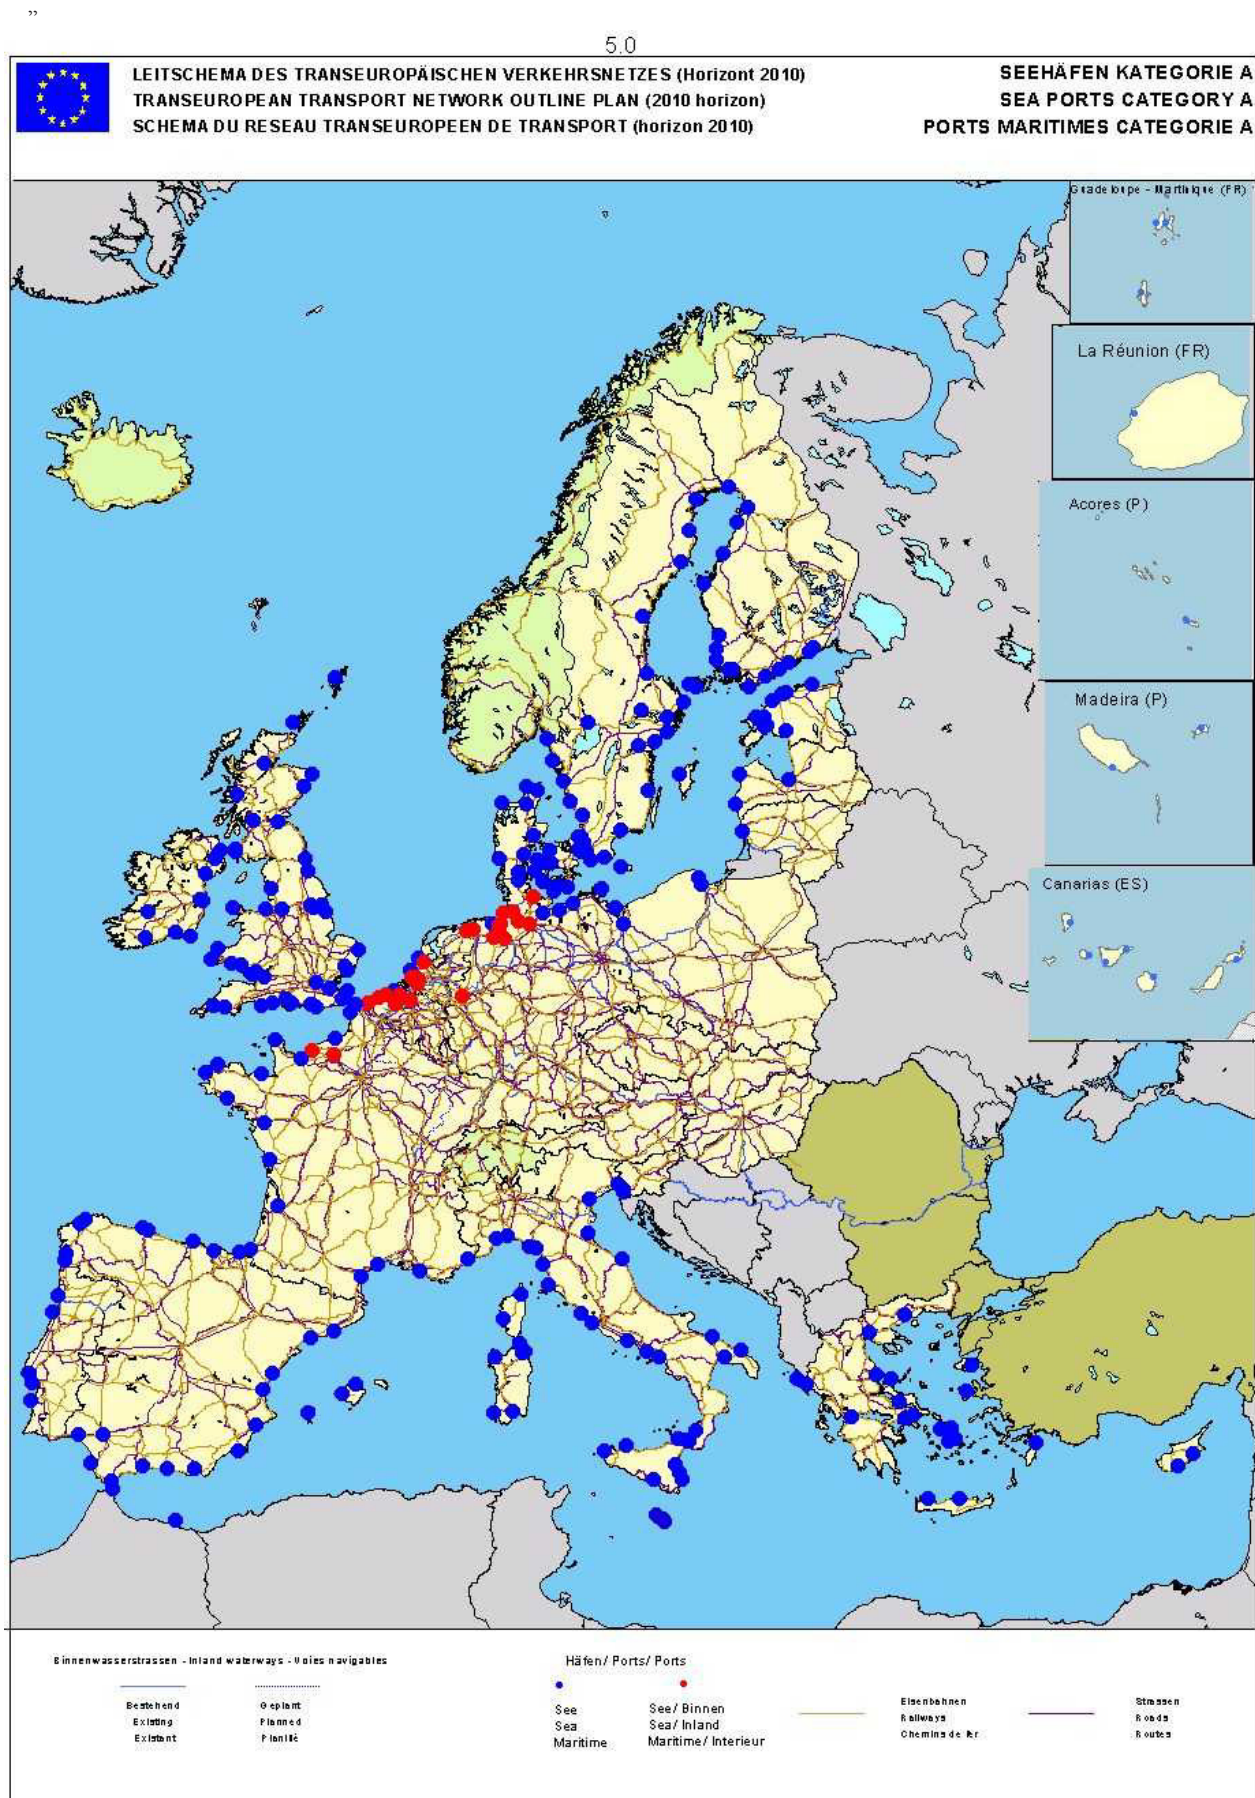 ”
5.0
LEITSCHEMA DES TRANSEUROPÄISCHEN VERKEHRSNETZES (Horizont 2010)
TRANSEUROPEAN TRANSPORT NETWORK OUTLINE PLAN (2010 horizon)
SCHEMA DU RESEAU TRANSEUROPEEN DE TRANSPORT (horizon 2010)
SEEHÄFEN KATEGORIE A
SEA PORTS CATEGORY A
PORTS MARITIMES CATEGORIE A
Guadeloupe - Martinique (FR)
La Réunion (FR)
Acores (P)
Madeira (P)
Canarias (ES)
Binnenwasserstrassen - Inland waterways - Voies navigables
Bestehend
Existing
Existant
Geplant
Planned
Planifié
Häfen/ Ports/ Ports
See
Sea
Maritime
See/ Binnen
Sea/ Inland
Maritime/ Interieur
Eisenbahnen
Railways
Chemins de fer
Strassen
Roads
Routes